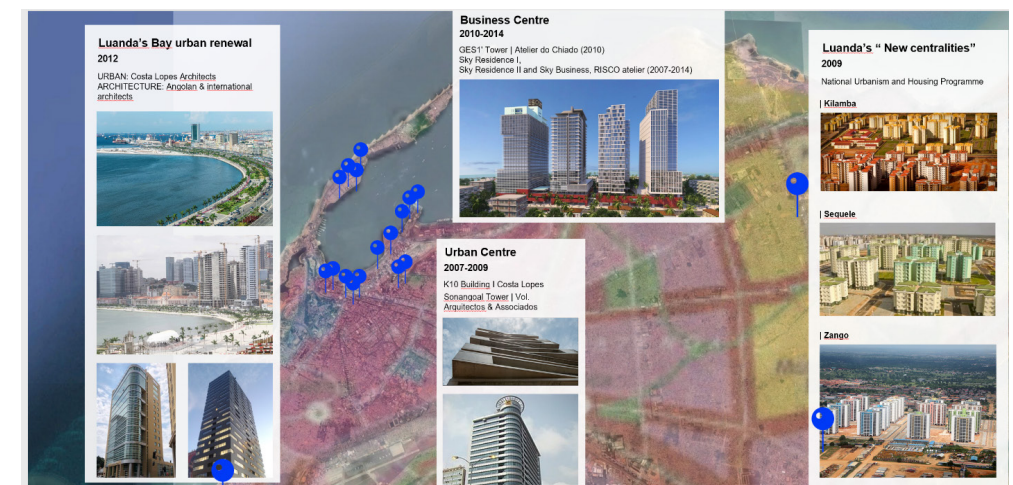 Luanda's Bay urban renewal
2012
URBAN: Costa Lopes Architects
ARCHITECTURE: Angolan & international
architects
Business Centre
2010-2014
GES1' Tower | Atelier do Chiado (2010)
Sky Residence I,
Sky Residence II and Sky Business, RISCO atelier (2007-2014)
Urban Centre
2007-2009
K10 Building I Costa Lopes
Sonangoal Tower | Vol.
Arquitectos & Associados
Luanda's “ New centralities”
2009
National Urbanism and Housing Programme
| Kilamba
| Sequele
| Zango